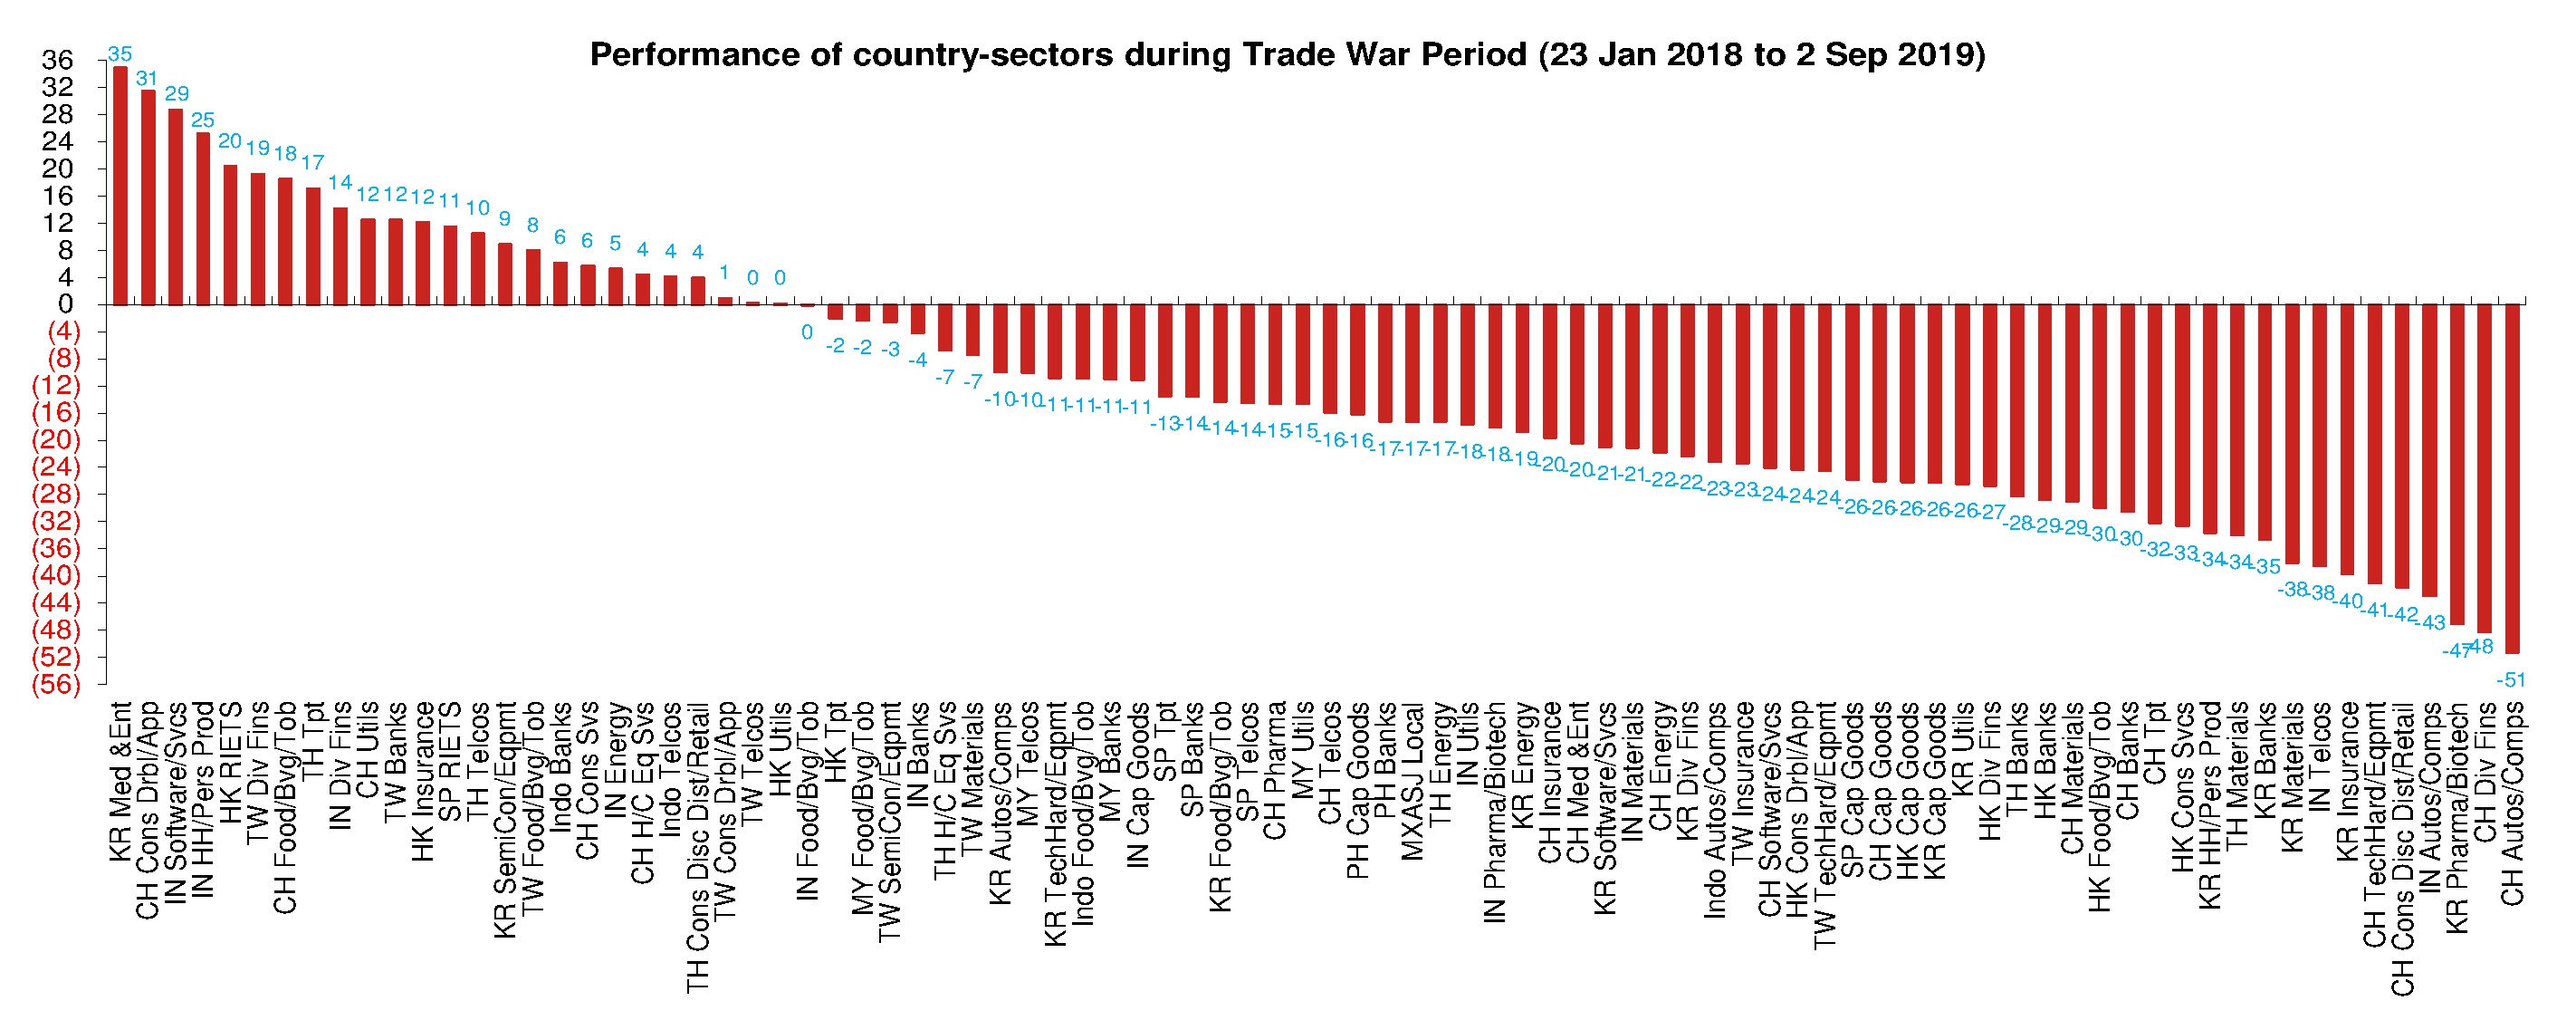 Performance of country-sectors during Trade War Period (23 Jan 2018 to 2 Sep 2019)
36
32
28
24
20
16
12
8
4
0
(4)
(8)
(12)
(16)
(20)
(24)
(28)
(32)
(36)
(40)
(44)
(48)
(52)
(56)
35
31
29
25
20
19
18
17
14
12
12
12
11
10
9
8
6
6
5
4
4
4
1
0
0
0
-2
-2
-3
-4
-7
-7
-10
-10
-11
-11
-11
-11
-13
-14
-14
-14
-15
-15
-16
-16
-17
-17
-17
-18
-18
-19
-20
-20
-21
-21
-22
-22
-23
-23
-24
-24
-24
-26
-26
-26
-26
-26
-27
-28
-29
-29
-30
-30
-32
-33
-34
-34
-35
-38
-38
-40
-41
-42
-43
-47
-48
-51
KR Med &Ent
CH Cons Drbl/App
IN Software/Svcs
IN HH/Pers Prod
HK RIETS
TW Div Fins
CH Food/Bvg/Tob
TH Tpt
IN Div Fins
CH Utils
TW Banks
HK Insurance
SP RIETS
TH Telcos
KR SemiCon/Eqpmt
TW Food/Bvg/Tob
Indo Banks
CH Cons Svs
IN Energy
CH H/C Eq Svs
Indo Telcos
TH Cons Disc Dist/Retail
TW Cons Drbl/App
TW Telcos
HK Utils
IN Food/Bvg/Tob
HK Tpt
MY Food/Bvg/Tob
TW SemiCon/Eqpmt
IN Banks
TH H/C Eq Svs
TW Materials
KR Autos/Comps
MY Telcos
KR TechHard/Eqpmt
Indo Food/Bvg/Tob
MY Banks
IN Cap Goods
SP Tpt
SP Banks
KR Food/Bvg/Tob
SP Telcos
CH Pharma
MY Utils
CH Telcos
PH Cap Goods
PH Banks
MXASJ Local
TH Energy
IN Utils
IN Pharma/Biotech
KR Energy
CH Insurance
CH Med &Ent
KR Software/Svcs
IN Materials
CH Energy
KR Div Fins
Indo Autos/Comps
TW Insurance
CH Software/Svcs
HK Cons Drbl/App
TW TechHard/Eqpmt
SP Cap Goods
CH Cap Goods
HK Cap Goods
KR Cap Goods
KR Utils
HK Div Fins
TH Banks
HK Banks
CH Materials
HK Food/Bvg/Tob
CH Banks
CH Tpt
HK Cons Svcs
KR HH/Pers Prod
TH Materials
KR Banks
KR Materials
IN Telcos
KR Insurance
CH TechHard/Eqpmt
CH Cons Disc Dist/Retail
IN Autos/Comps
KR Pharma/Biotech
CH Div Fins
CH Autos/Comps